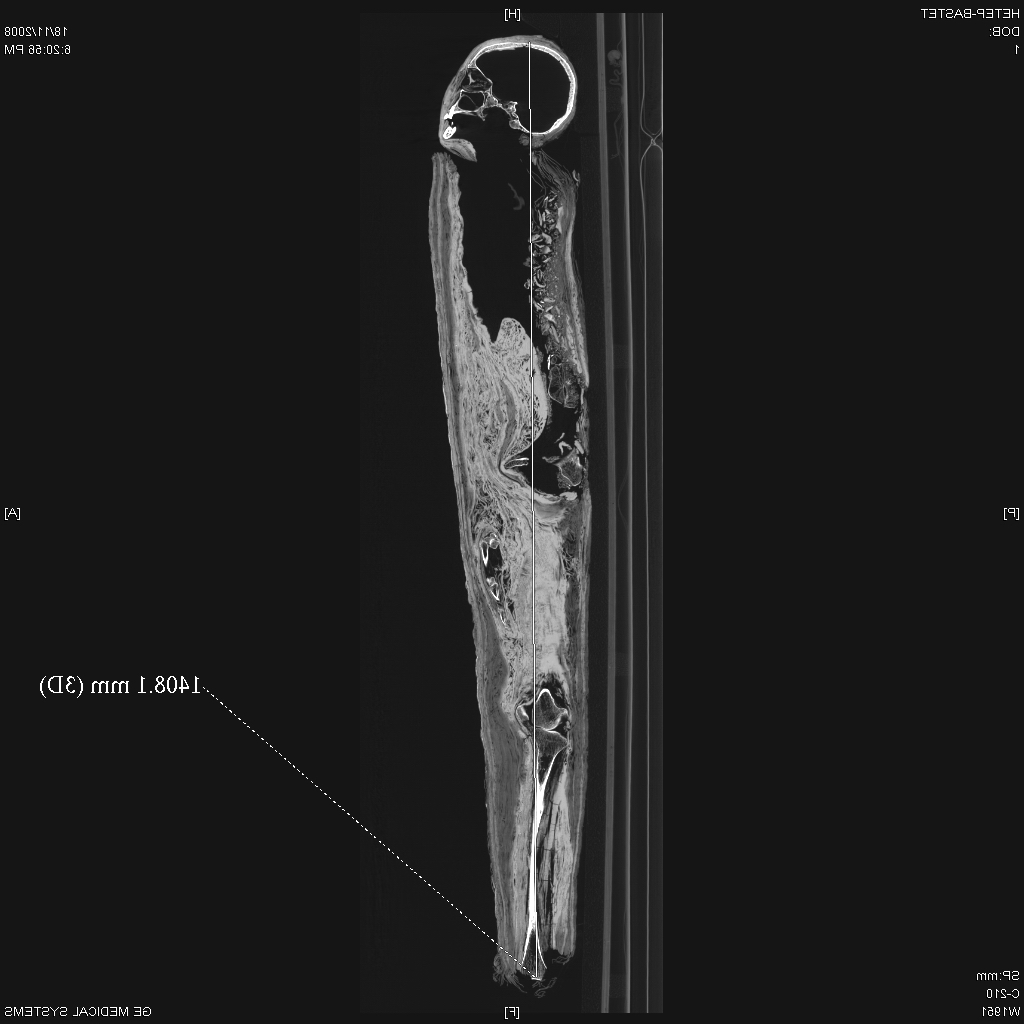 HETEP-BASTET
DOB:
1
[H]
18/11/2008
6:20:56 PM
[P]
[A]
1408.1 mm (3D)
SP:mm
C-210
W1961
[F]
GE MEDICAL SYSTEMS